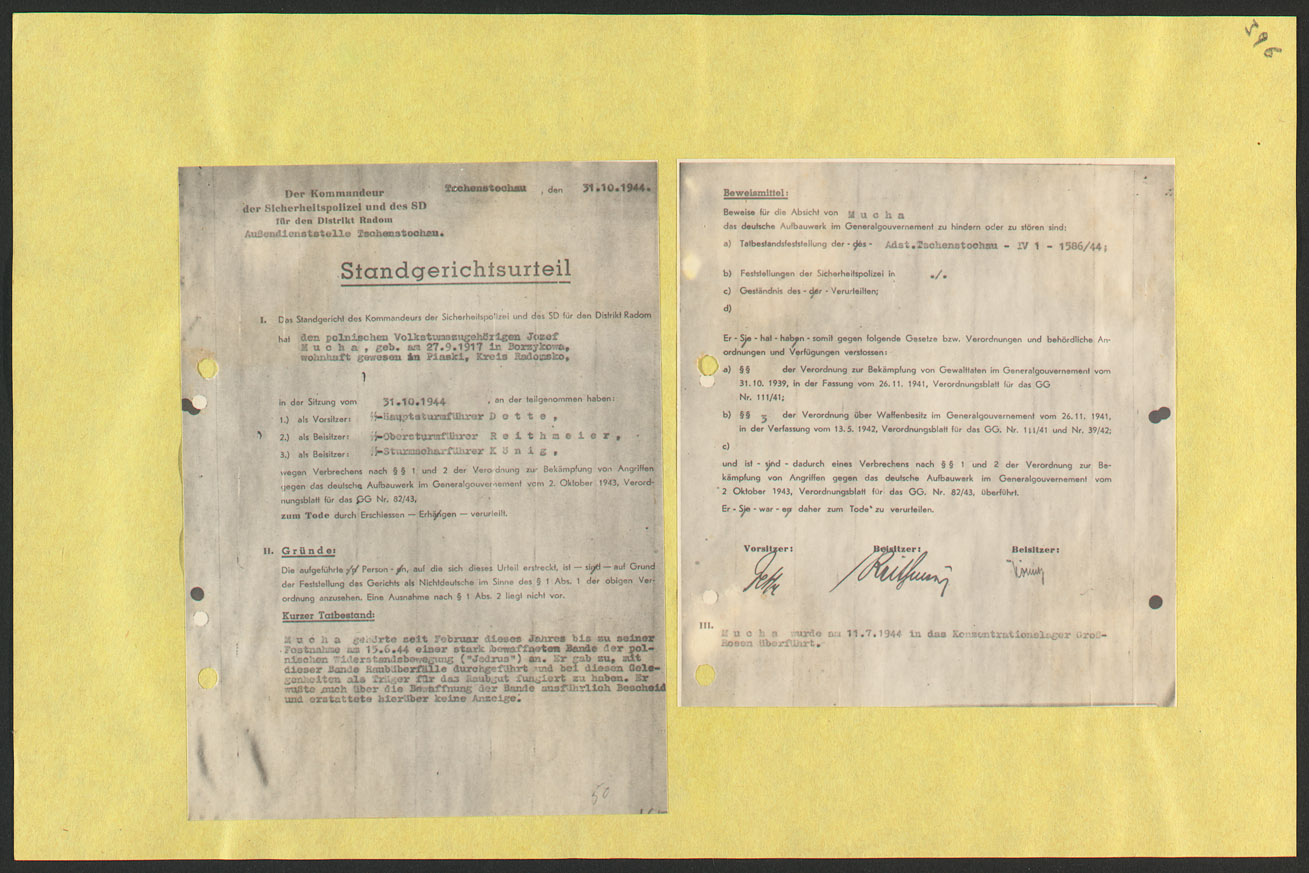 596
Der Kommandeur
der Sicherheitspolizei und des SD
für den Distrikt Radom
Außendienststelle Tschenstochau.
Tschenstochau , den 31.10.1944.
Standgerichtsurteil
I. Das Standgericht des Kommandeurs der Sicherheitspolizei und des SD für den Distrikt Radom
hat den polnischen Volkstumszugehörigen Jozef
M u c h a , geb. am 27.9.1917 in Borzykowa,
wohnhaft gewesen in Piaski, Kreis Radomsko,
in der Sitzung vom 31.10.1944 , an der teilgenommen haben:
1.) als Vorsitzer: ᛋᛋ-Hauptsturmführer D e t t e ,
2.) als Beisitzer: ᛋᛋ-Obersturmführer R e i t h m e i e r ,
3.) als Beisitzer: ᛋᛋ-Sturmscharführer K ö n i g ,
wegen Verbrechens nach § § 1 und 2 der Verordnung zur Bekämpfung von Angriffen
gegen das deutsche Aufbauwerk im Generalgouvernement vom 2. Oktober 1943, Verord-
nungsblatt für das GG Nr. 82/43,
zum Tode durch Erschiessen — Erhängen — verurteilt.
II. Gründe:
Die aufgeführte Person - en, auf die sich dieses Urteil erstreckt, ist — sind — auf Grund
der Feststellung des Gerichts als Nichtdeutsche im Sinne des § 1 Abs. 1 der obigen Ver-
ordnung anzusehen. Eine Ausnahme nach § 1 Abs. 2 liegt nicht vor.
Kurzer Tatbestand:
M u c h a gehörte seit Februar dieses Jahres bis zu seiner
Festnahme am 15.6.44 einer stark bewaffneten Bande der pol-
nischen Widerstandsbewegung ("Jedrus") an. Er gab zu, mit
dieser Bande Raubüberfälle durchgeführt und bei diesen Gele-
genheiten als Träger für das Raubgut fungiert zu haben. Er
wußte auch über die Bewaffnung der Bande ausführlich Bescheid
und erstattete hierüber keine Anzeige.
50
Beweismittel:
Beweise für die Absicht von M u c h a
das deutsche Aufbauwerk im Generalgouvernement zu hindern oder zu stören sind:
a) Tatbestandsfeststellung der - des - Adst.Tschenstochau - IV 1 - 1586/44;
b) Feststellungen der Sicherheitspolizei in ./.
c) Geständnis des - der - Verurteilten;
d)
Er - Sie - hat - haben - somit gegen folgende Gesetze bzw. Verordnungen und behördliche An-
ordnungen und Verfügungen verstossen:
a) § § der Verordnung zur Bekämpfung von Gewalttaten im Generalgouvernement vom
31. 10. 1939, in der Fassung vom 26. 11. 1941, Verordnungsblatt für das GG
Nr. 111/41;
b) § § 3 der Verordnung über Waffenbesitz im Generalgouvernement vom 26. 11. 1941,
in der Verfassung vom 13. 5. 1942, Verordnungsblatt für das GG. Nr. 111/41 und Nr. 39/42;
c)
und ist - sind - dadurch eines Verbrechens nach § § 1 und 2 der Verordnung zur Be-
kämpfung von Angriffen gegen das deutsche Aufbauwerk im Generalgouvernement vom
2 Oktober 1943, Verordnungsblatt für das GG. Nr. 82/43, überführt.
Er - Sie - war - en daher zum Tode zu verurteilen.
Vorsitzer: Beisitzer: Beisitzer:
Dette Reithmeier König
III. M u c h a wurde am 11.7.1944 in das Konzentrationslager Groß-
Rosen überführt.